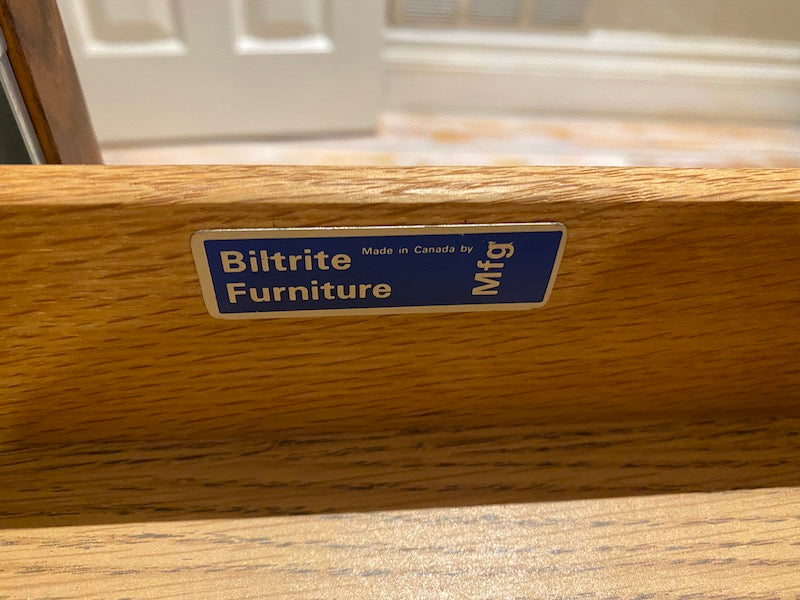 Made in Canada by
Biltrite
Furniture
Mfg